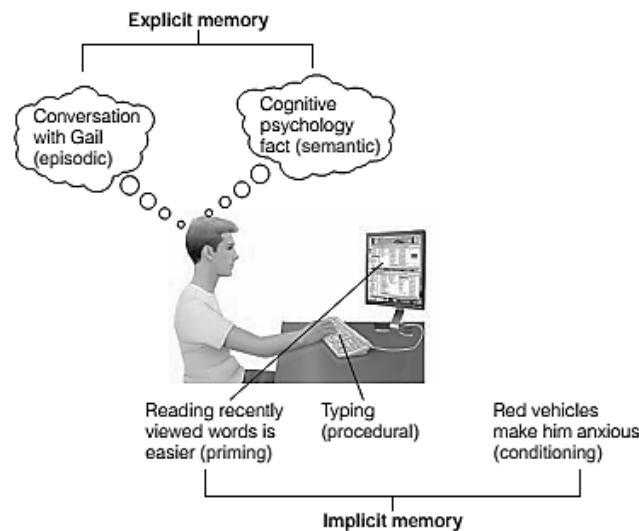 Explicit memory
Conversation
with Gail
(episodic)
Cognitive
psychology
fact (semantic)
Reading recently
viewed words is
easier (priming)
Typing
(procedural)
Red vehicles
make him anxious
(conditioning)
Implicit memory